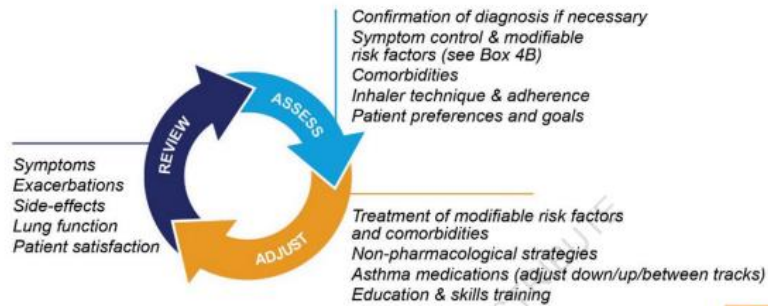 Confirmation of diagnosis if necessary
Symptom control & modifiable
risk factors (see Box 4B)
Comorbidities
Inhaler technique & adherence
Patient preferences and goals
ASSESS
REVIEW
Symptoms
Exacerbations
Side-effects
Lung function
Patient satisfaction
ADJUST
Treatment of modifiable risk factors
and comorbidities
Non-pharmacological strategies
Asthma medications (adjust down/up/between tracks)
Education & skills training